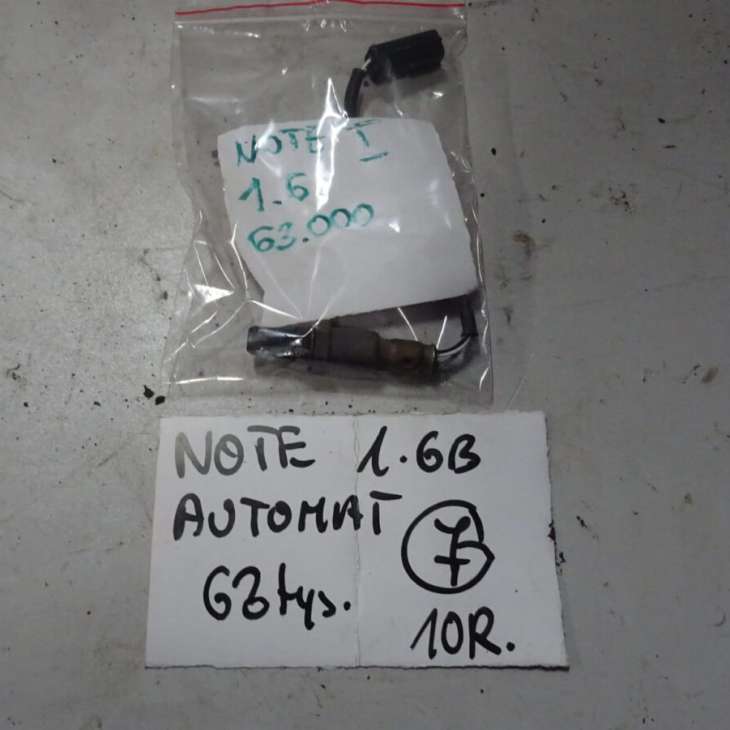 NOTE I
1.6
63.000
NOTE 1.6B
AUTOMAT
63tys.
10R.